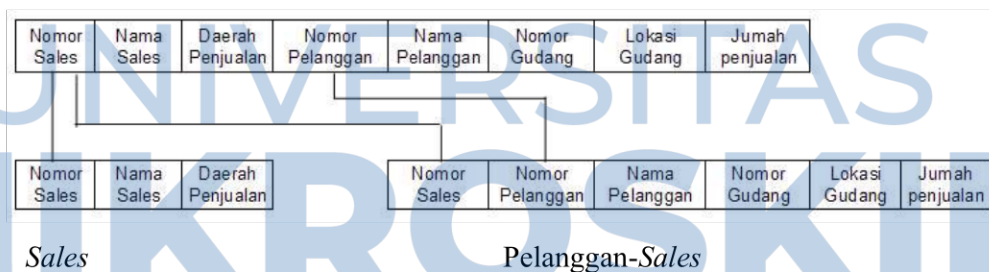 Nomor Sales Nama Sales Daerah Penjualan Nomor Pelanggan Nama Pelanggan Nomor Gudang Lokasi Gudang Jumah penjualan
UNIVERSITAS
Nomor Sales Nama Sales Daerah Penjualan Nomor Sales Nomor Pelanggan Nama Pelanggan Nomor Gudang Lokasi Gudang Jumah penjualan
MIKROSKIL
Sales Pelanggan-Sales